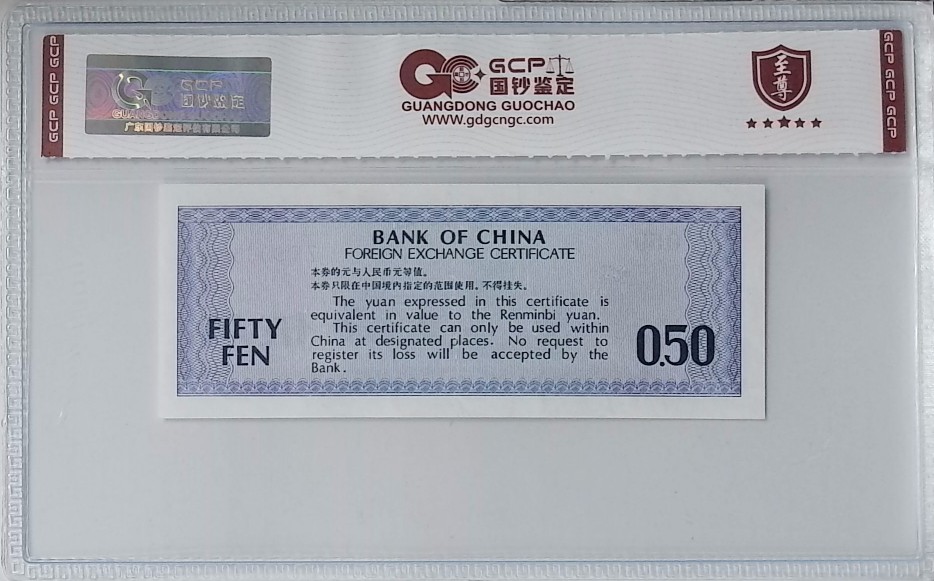 GCP GCP GCP
GCP
国钞鉴定
GCP
国钞鉴定
GUANGDONG GUOCHAO
WWW.gdgcngc.com
至尊
GCP GCP GCP
BANK OF CHINA
FOREIGN EXCHANGE CERTIFICATE
本券的元与人民币元等值。
本券只限在中国境内指定的范围使用。不得挂失。
The yuan expressed in this certificate is
equivalent in value to the Renminbi yuan.
This certificate can only be used within
China at designated places. No request to
register its loss will be accepted by the
Bank.
FIFTY
FEN
0.50